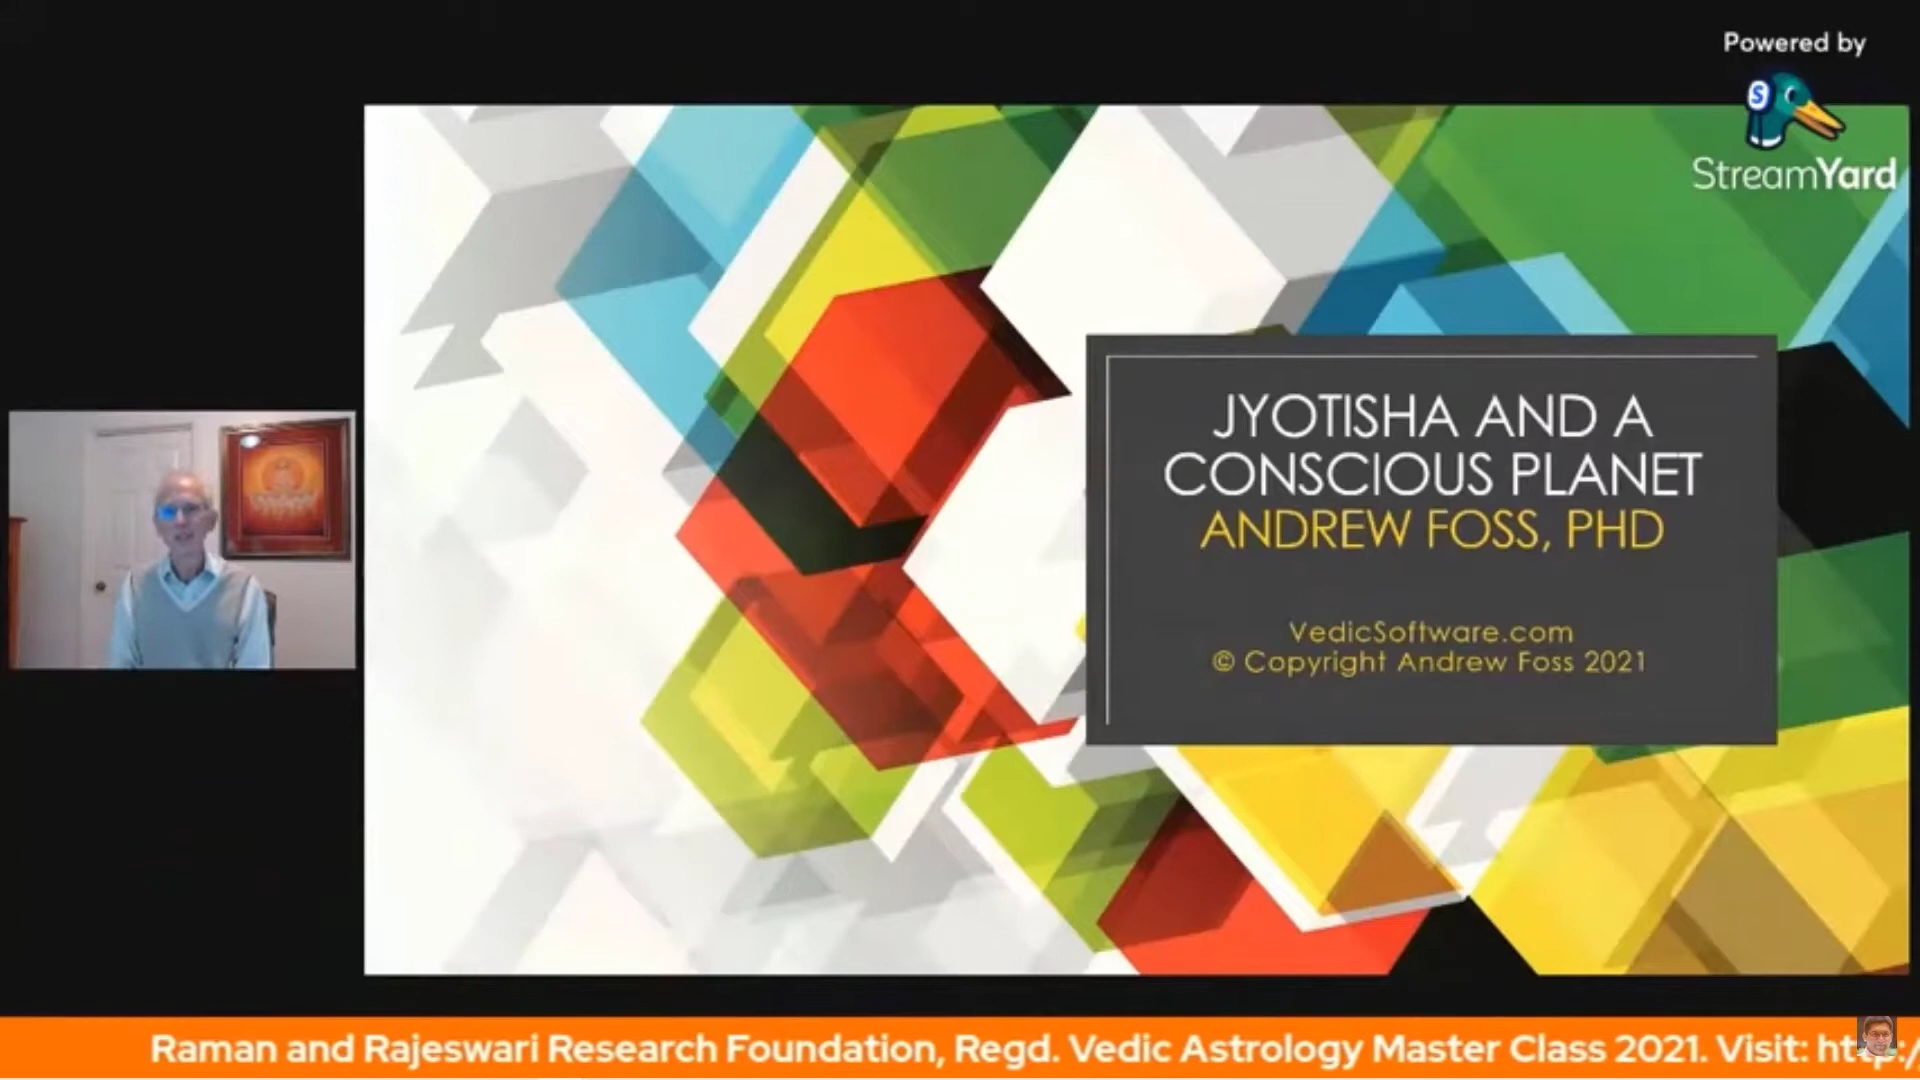 Powered by
S
StreamYard
JYOTISHA AND A
CONSCIOUS PLANET
ANDREW FOSS, PHD
VedicSoftware.com
© Copyright Andrew Foss 2021
Raman and Rajeswari Research Foundation, Regd. Vedic Astrology Master Class 2021. Visit: http:/